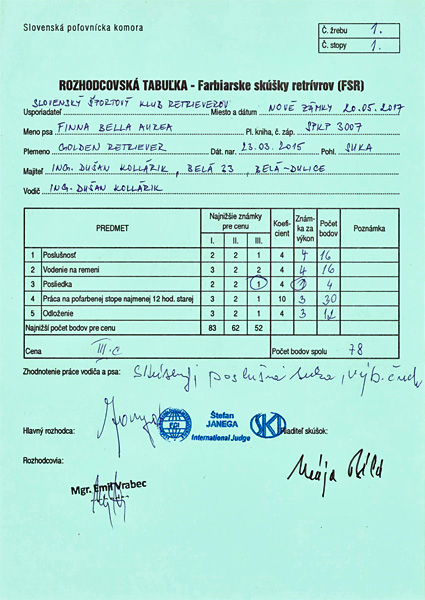 Slovenská poľovnícka komora
Č. žrebu 1.
Č. stopy 1.
ROZHODCOVSKÁ TABUĽKA - Farbiarske skúšky retrívrov (FSR)
Usporiadateľ SLOVENSKÝ ŠPORTOVÝ KLUB RETRIEVEROV Miesto a dátum NOVÉ ZÁMKY 20.05.2017
Meno psa FINNA BELLA AUREA Pl. kniha, č. záp. SPKP 3007
Plemeno GOLDEN RETRIEVER Dát. nar. 23.03.2015 Pohl. SUKA
Majiteľ ING. DUŠAN KOLLÁRIK, BELÁ 33, BELÁ-DULICE
Vodič ING. DUŠAN KOLLÁRIK
PREDMET Najnižšie známky pre cenu I. II. III. Koeficient Známka za výkon Počet bodov Poznámka
1 Poslušnosť 2 2 1 4 4 16
2 Vodenie na remeni 3 2 2 4 4 16
3 Posliedka 2 2 1 4 1 4
4 Práca na pofarbenej stope najmenej 12 hod. starej 4 3 3 10 3 30
5 Odloženie 2 2 1 4 3 12
Najnižší počet bodov pre cenu 83 62 52
Cena III.c Počet bodov spolu 78
Zhodnotenie práce vodiča a psa: poslušná suka, výb.
Hlavný rozhodca: FCI Štefan JANEGA International Judge SKJ Riaditeľ skúšok:
Rozhodcovia:
Mgr. Emil Vrabec